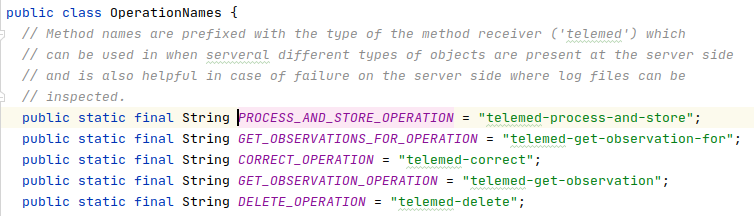 public class OperationNames {
// Method names are prefixed with the type of the method receiver ('telemed') which
// can be used in when serveral different types of objects are present at the server side
// and is also helpful in case of failure on the server side where log files can be
// inspected.
public static final String PROCESS_AND_STORE_OPERATION = "telemed-process-and-store";
public static final String GET_OBSERVATIONS_FOR_OPERATION = "telemed-get-observation-for";
public static final String CORRECT_OPERATION = "telemed-correct";
public static final String GET_OBSERVATION_OPERATION = "telemed-get-observation";
public static final String DELETE_OPERATION = "telemed-delete";